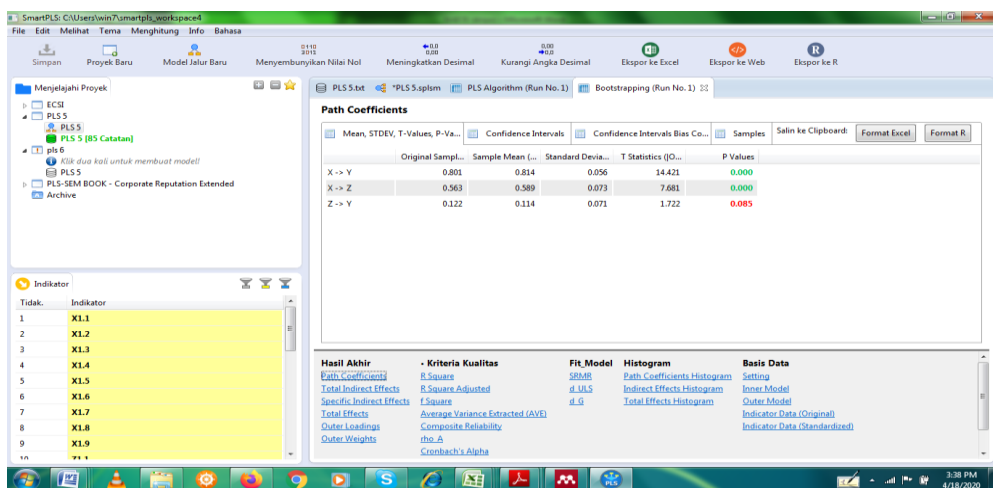 SmartPLS: C:\Users\win7\smartpls_workspace4
File Edit Melihat Tema Menghitung Info Bahasa
Simpan Proyek Baru Model Jalur Baru Menyembunyikan Nilai Nol Meningkatkan Desimal Kurangi Angka Desimal Ekspor ke Excel Ekspor ke Web Ekspor ke R
Menjelajahi Proyek
ECSI
PLS 5
PLS 5
PLS 5 [85 Catatan]
pls 6
Klik dua kali untuk membuat model!
PLS 5
PLS-SEM BOOK - Corporate Reputation Extended
Archive
Indikator
Tidak. Indikator
1 X1.1
2 X1.2
3 X1.3
4 X1.4
5 X1.5
6 X1.6
7 X1.7
8 X1.8
9 X1.9
PLS 5.txt *PLS 5.splsm PLS Algorithm (Run No. 1) Bootstrapping (Run No. 1)
Path Coefficients
Mean, STDEV, T-Values, P-Va... Confidence Intervals Confidence Intervals Bias Co... Samples Salin ke Clipboard: Format Excel Format R
Original Sampl... Sample Mean (... Standard Devia... T Statistics (|O... P Values
X -> Y 0.801 0.814 0.056 14.421 0.000
X -> Z 0.563 0.589 0.073 7.681 0.000
Z -> Y 0.122 0.114 0.071 1.722 0.085
Hasil Akhir Kriteria Kualitas Fit_Model Histogram Basis Data
Path Coefficients R Square SRMR Path Coefficients Histogram Setting
Total Indirect Effects R Square Adjusted d_ULS Indirect Effects Histogram Inner Model
Specific Indirect Effects f Square d_G Total Effects Histogram Outer Model
Total Effects Average Variance Extracted (AVE) Indicator Data (Original)
Outer Loadings Composite Reliability Indicator Data (Standardized)
Outer Weights rho_A
Cronbach's Alpha
3:38 PM
4/18/2020